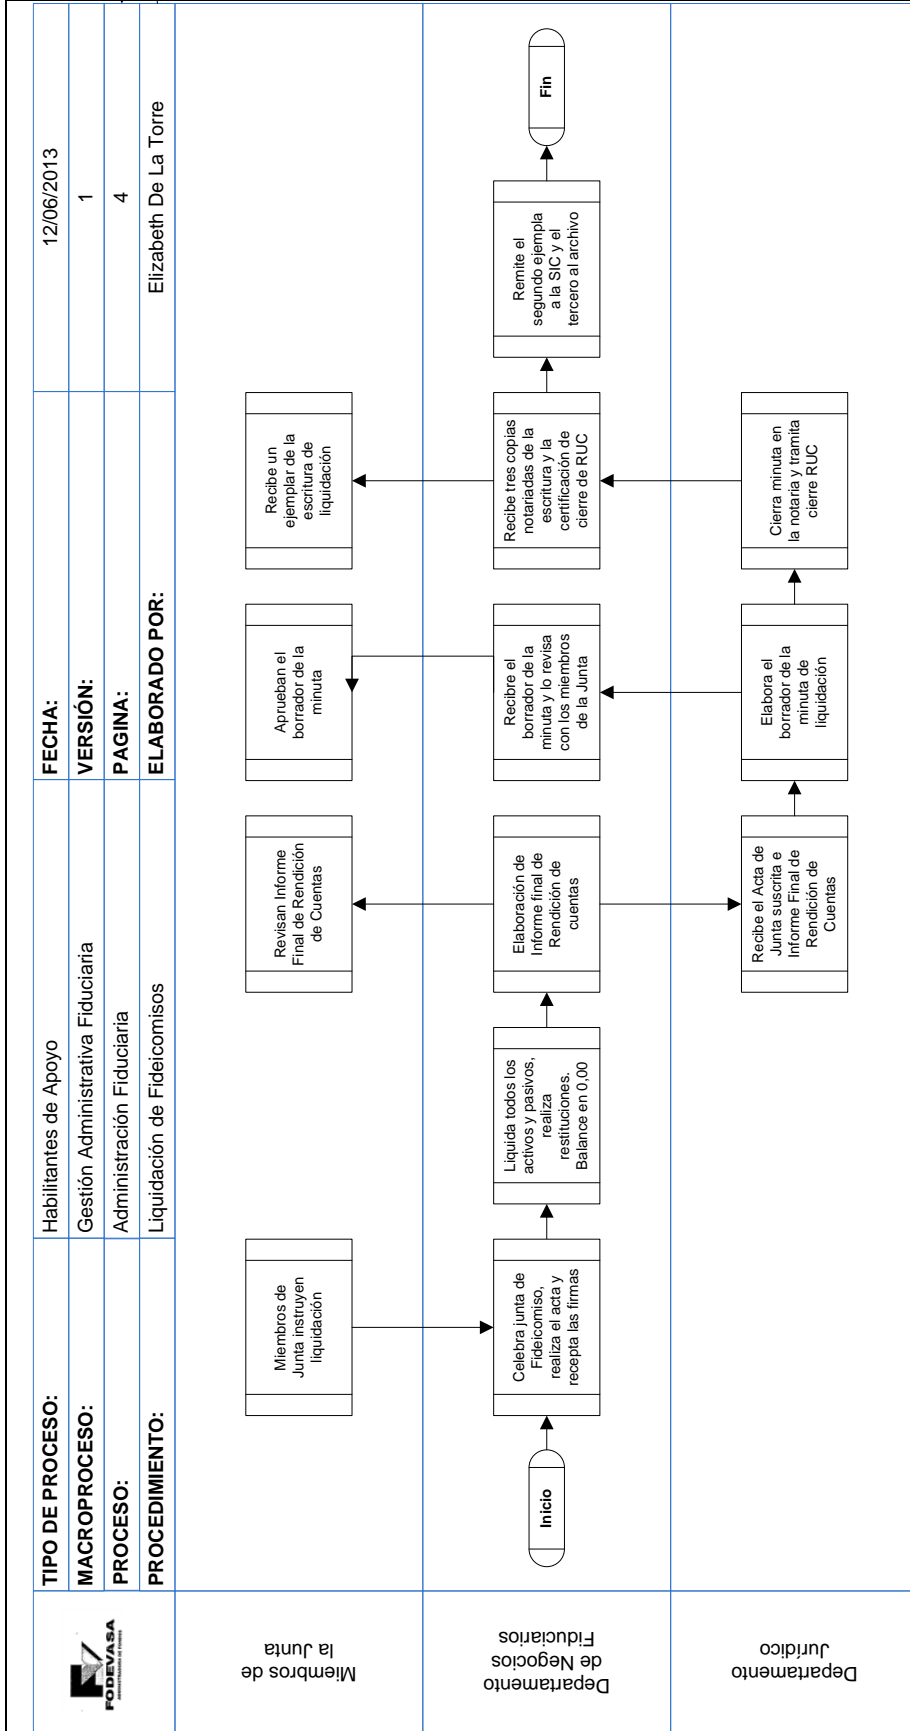 FODEVASA
ADMINISTRADORA DE FONDOS
TIPO DE PROCESO:
Habilitantes de Apoyo
FECHA:
12/06/2013
MACROPROCESO:
Gestión Administrativa Fiduciaria
VERSIÓN:
1
PROCESO:
Administración Fiduciaria
PAGINA:
4
PROCEDIMIENTO:
Liquidación de Fideicomisos
ELABORADO POR:
Elizabeth De La Torre
Miembros de
la Junta
Miembros de
Junta instruyen
liquidación
Revisan Informe
Final de Rendición
de Cuentas
Aprueban el
borrador de la
minuta
Recibe un
ejemplar de la
escritura de
liquidación
Departamento
de Negocios
Fiduciarios
Inicio
Celebra junta de
Fideicomiso,
realiza el acta y
recepta las firmas
Liquida todos los
activos y pasivos,
realiza
restituciones.
Balance en 0,00
Elaboración de
Informe final de
Rendición de
cuentas
Recibre el
borrador de la
minuta y lo revisa
con los miembros
de la Junta
Recibe tres copias
notariadas de la
escritura y la
certificación de
cierre de RUC
Remite el
segundo ejempla
a la SIC y el
tercero al archivo
Fin
Departamento
Jurídico
Recibe el Acta de
Junta suscrita e
Informe Final de
Rendición de
Cuentas
Elabora el
borrador de la
minuta de
liquidación
Cierra minuta en
la notaria y tramita
cierre RUC